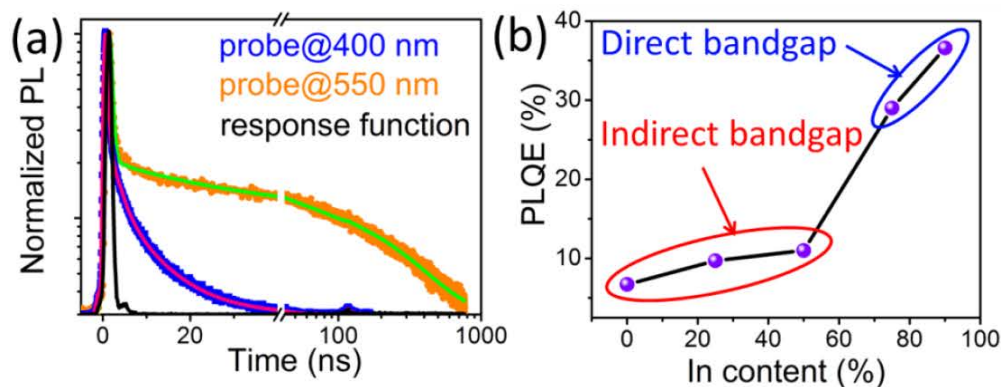 (a)
probe@400 nm
probe@550 nm
response function
Normalized PL
0
20
100
1000
Time (ns)
(b)
Direct bandgap
Indirect bandgap
PLQE (%)
40
30
20
10
0
20
40
60
80
100
In content (%)